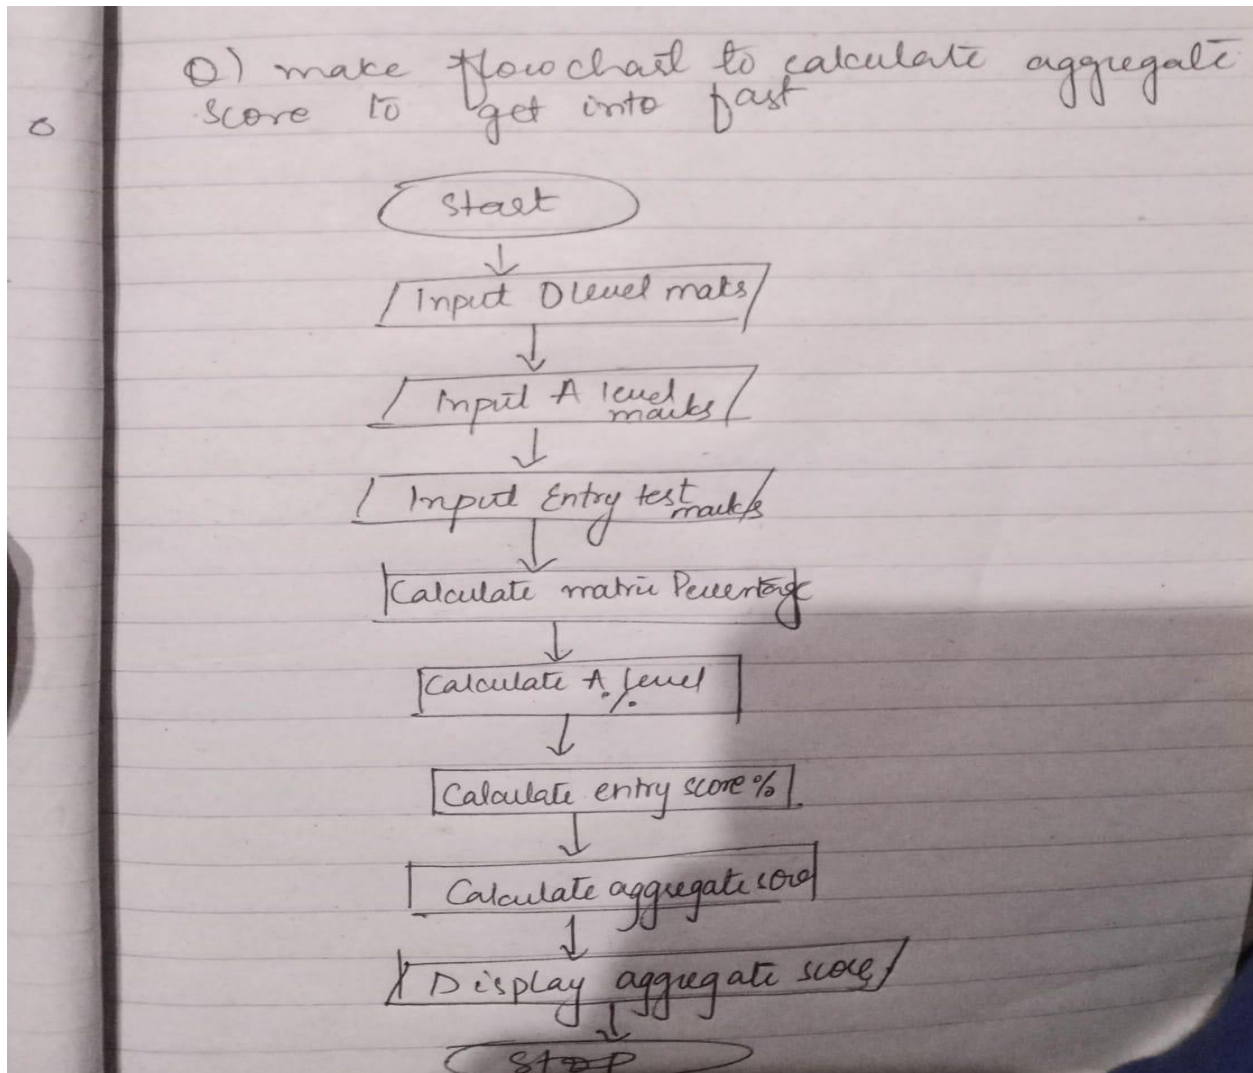 Q) make flowchart to calculate aggregate
score to get into fast
Start
Input O level maks
Input A level
marks
Input Entry test
marks
Calculate matric Percentage
Calculate A level
%
Calculate entry score %
Calculate aggregate score
Display aggregate score
STOP